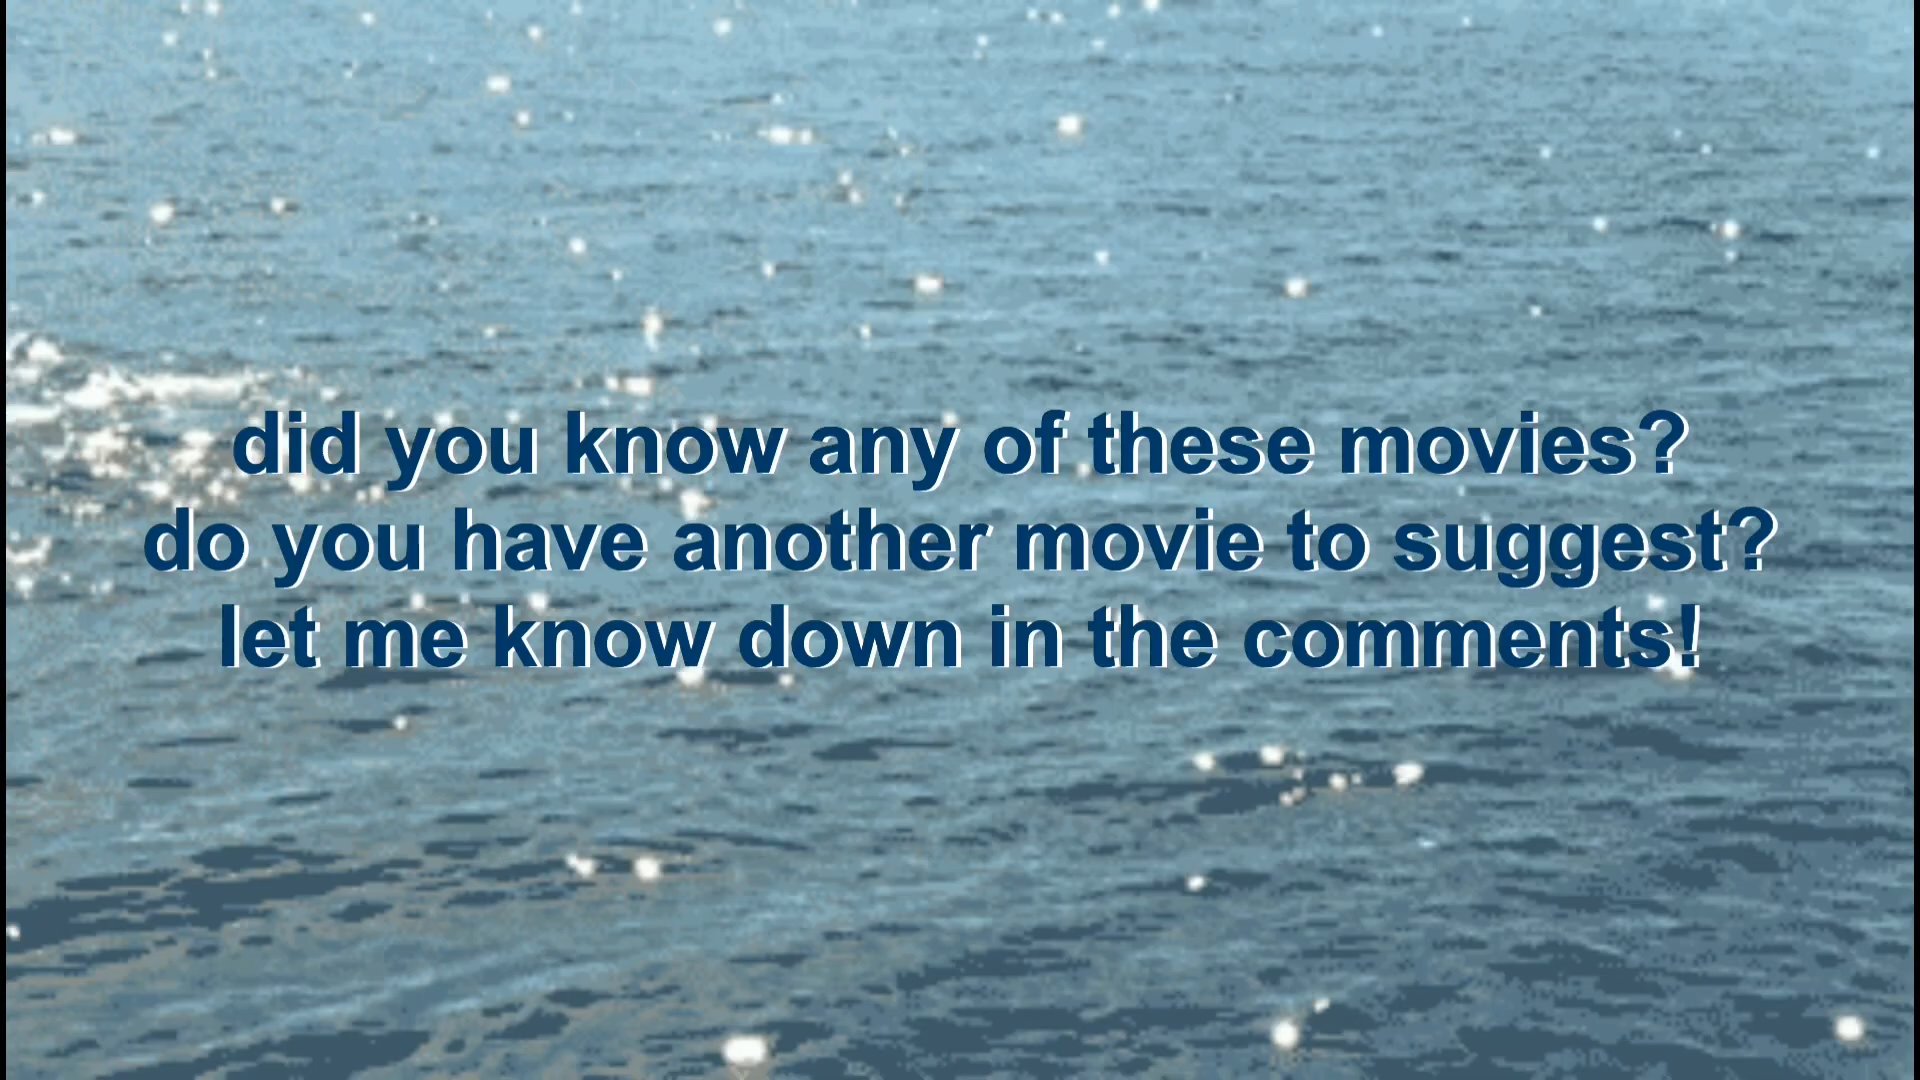 did you know any of these movies?
do you have another movie to suggest?
let me know down in the comments!